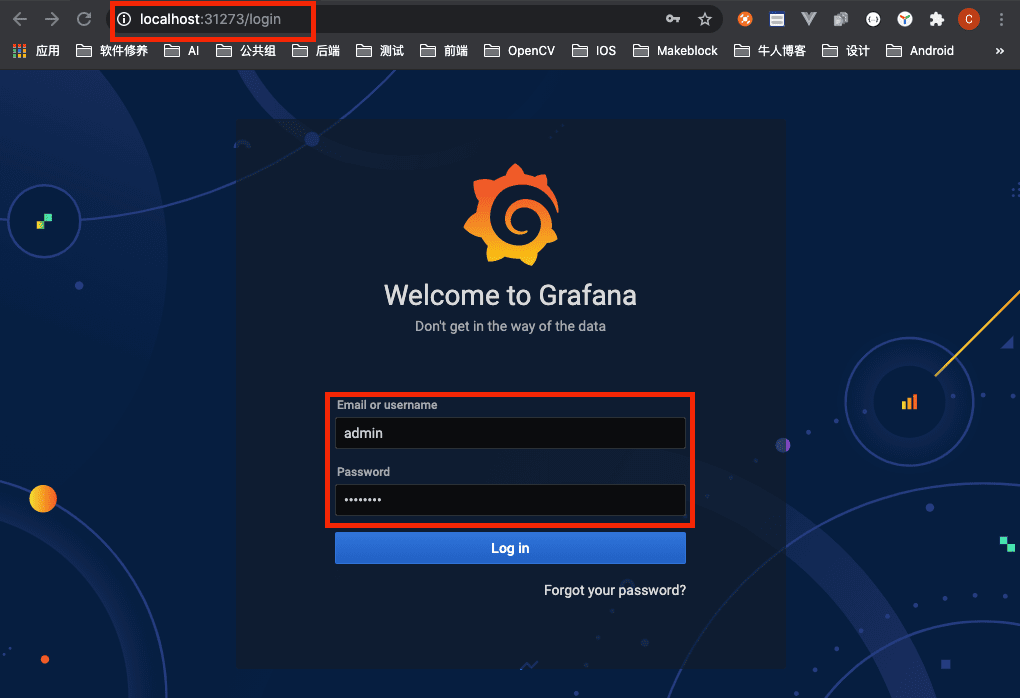 localhost:31273/login
C
应用 软件修养 AI 公共组 后端 测试 前端 OpenCV IOS Makeblock 牛人博客 设计 Android »
Welcome to Grafana
Don't get in the way of the data
Email or username
admin
Password
••••••••
Log in
Forgot your password?